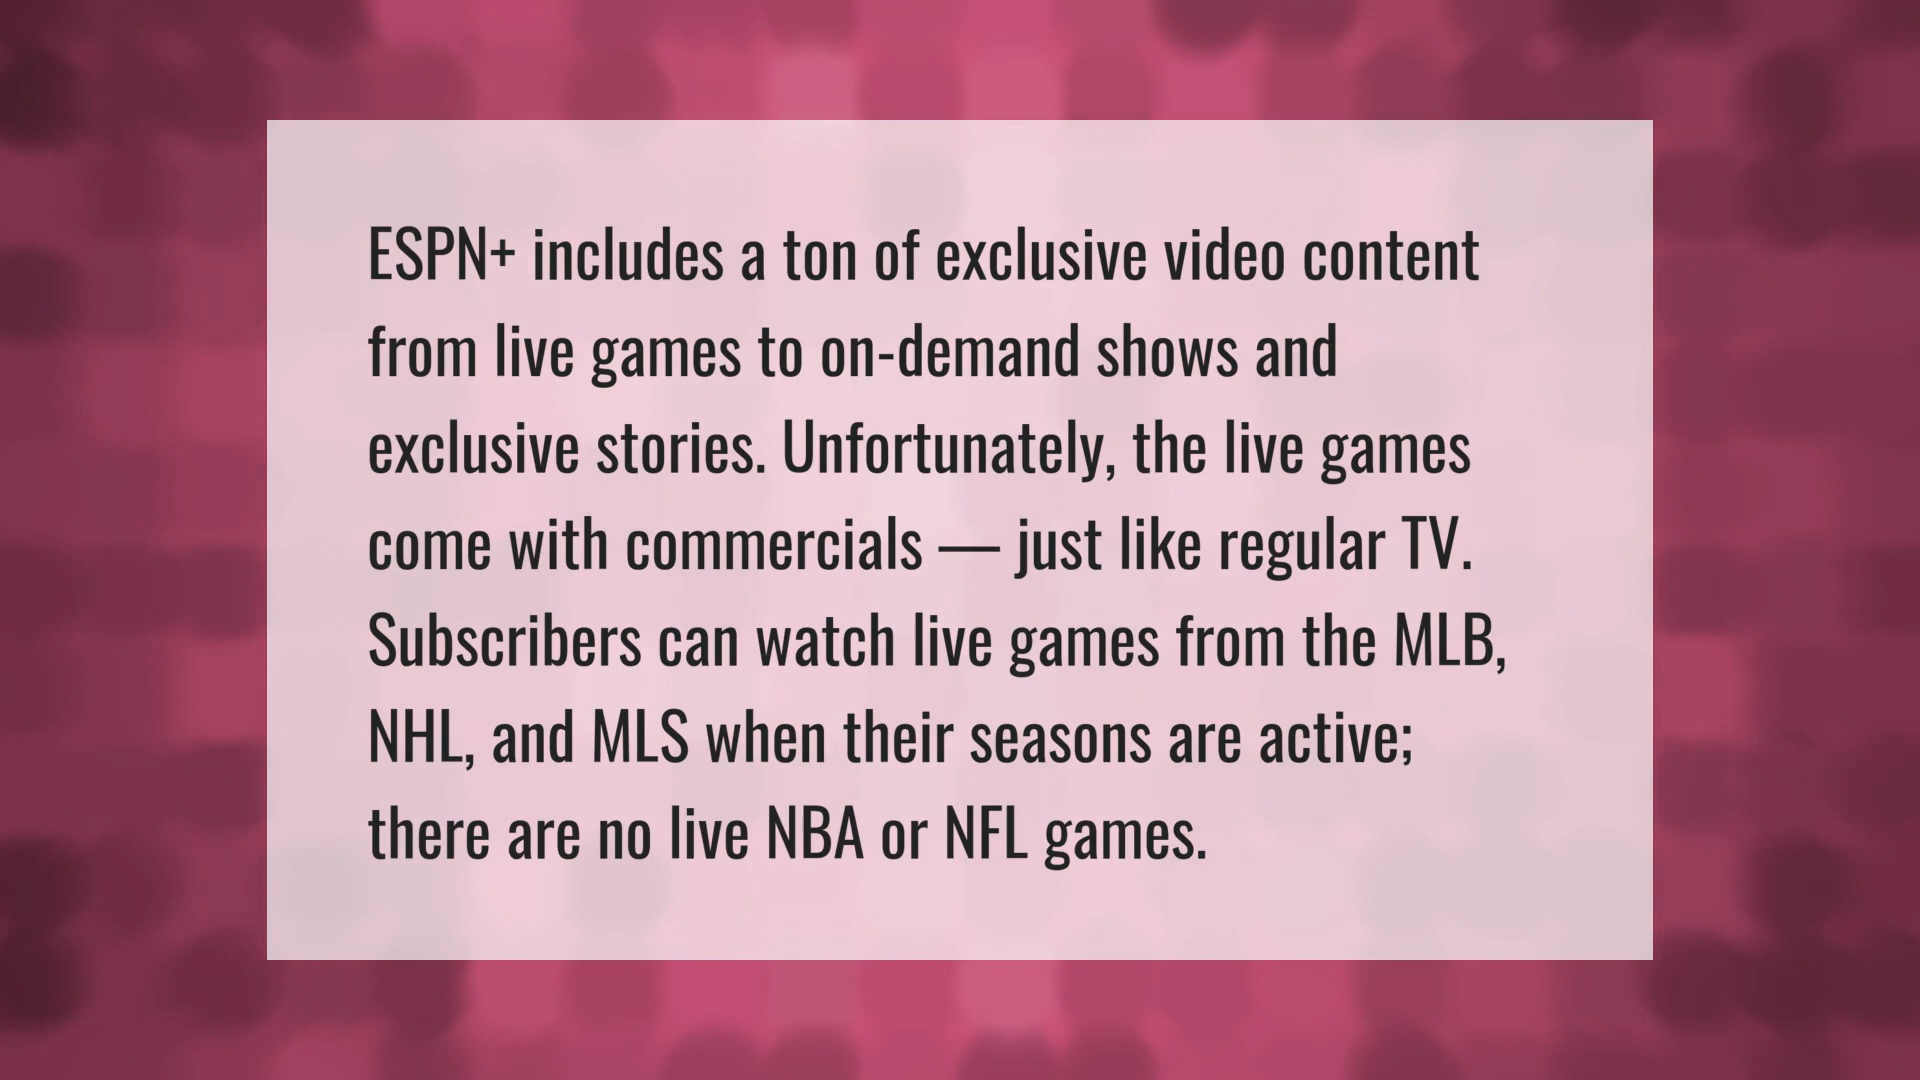 ESPN+ includes a ton of exclusive video content
from live games to on-demand shows and
exclusive stories. Unfortunately, the live games
come with commercials — just like regular TV.
Subscribers can watch live games from the MLB,
NHL, and MLS when their seasons are active;
there are no live NBA or NFL games.